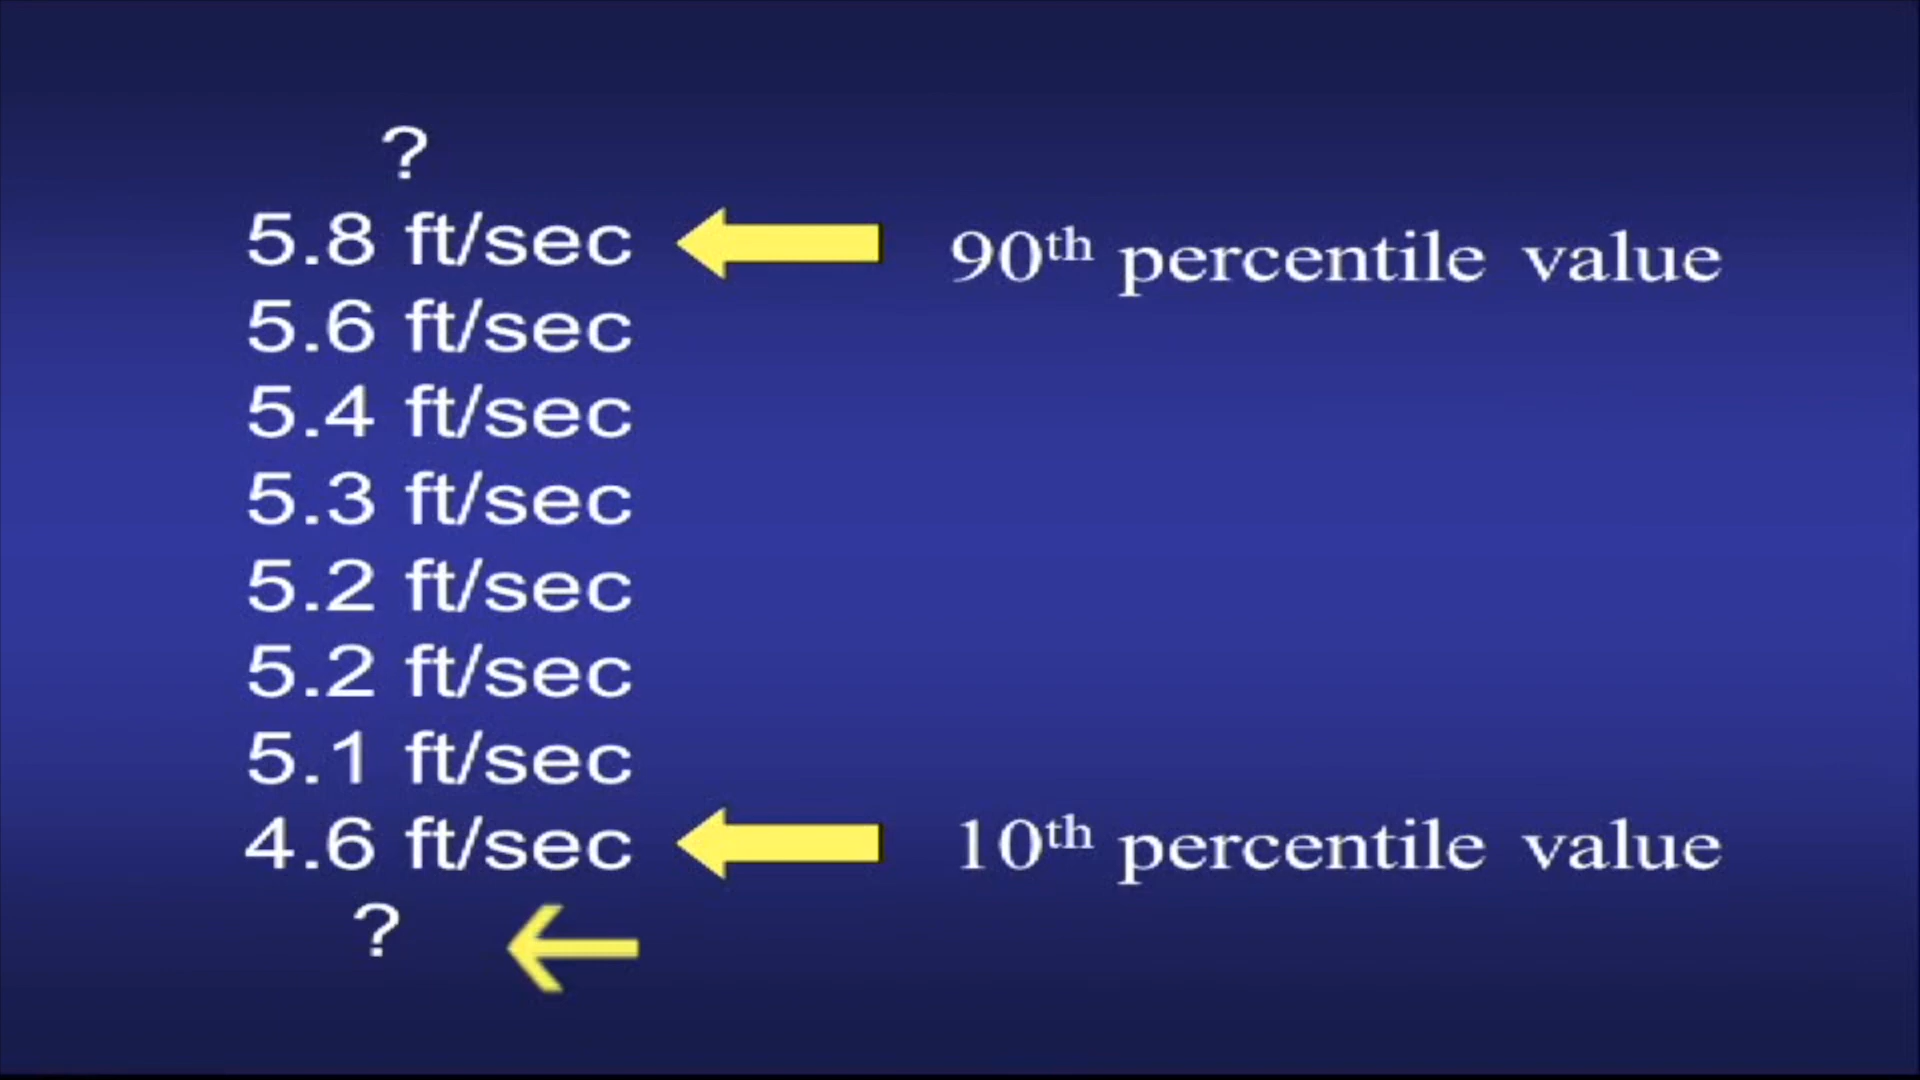 ?
5.8 ft/sec 90th percentile value
5.6 ft/sec
5.4 ft/sec
5.3 ft/sec
5.2 ft/sec
5.2 ft/sec
5.1 ft/sec
4.6 ft/sec 10th percentile value
?